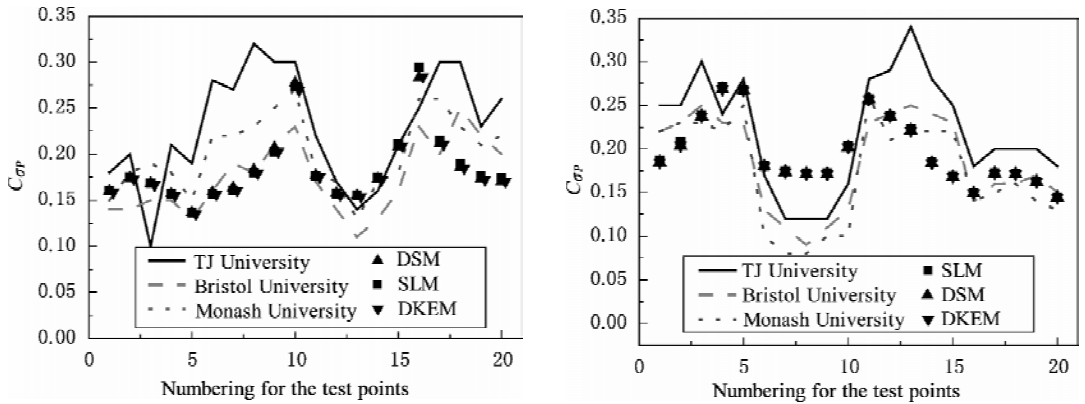 0.35
0.30
0.25
0.20
0.15
0.10
0.05
0.00
CσP
TJ University
Bristol University
Monash University
DSM
SLM
DKEM
0 5 10 15 20
Numbering for the test points
0.35
0.30
0.25
0.20
0.15
0.10
0.05
0.00
CσP
TJ University
Bristol University
Monash University
SLM
DSM
DKEM
0 5 10 15 20
Numbering for the test points